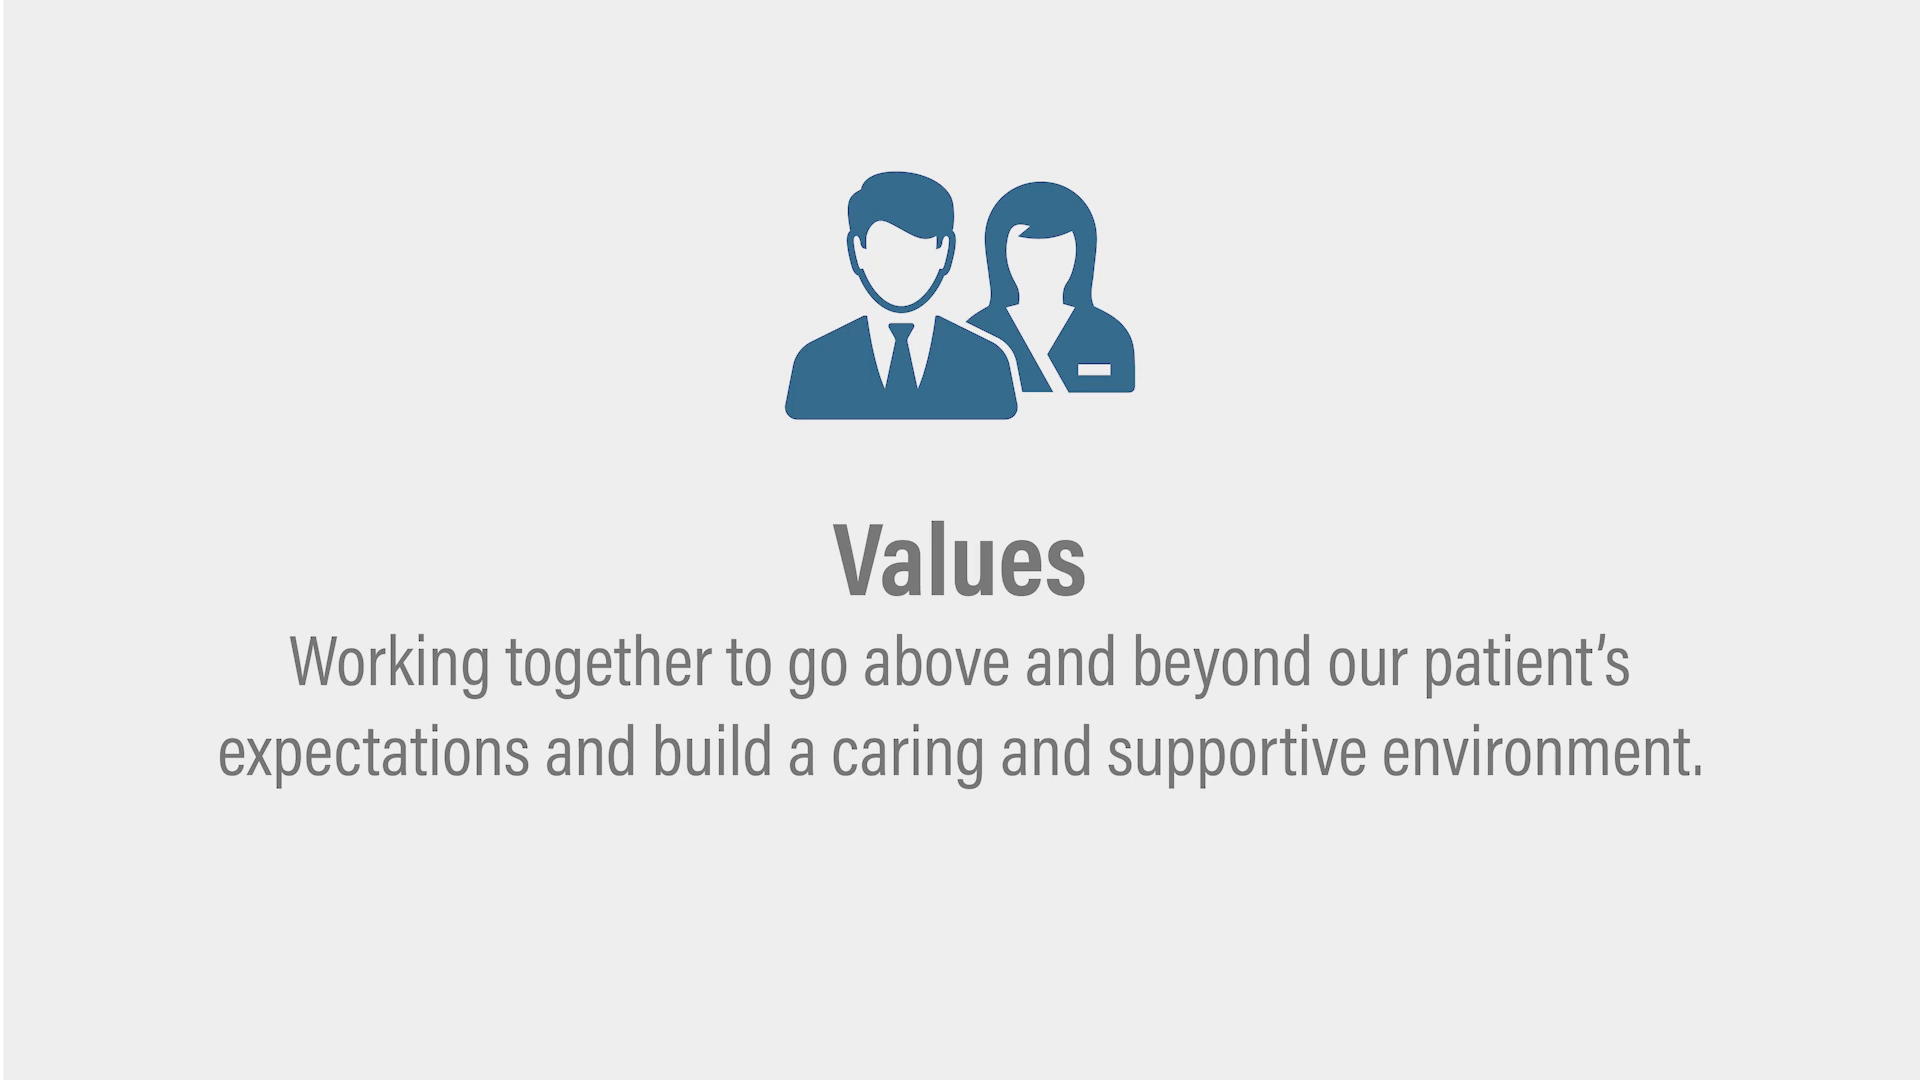 Values
Working together to go above and beyond our patient’s
expectations and build a caring and supportive environment.